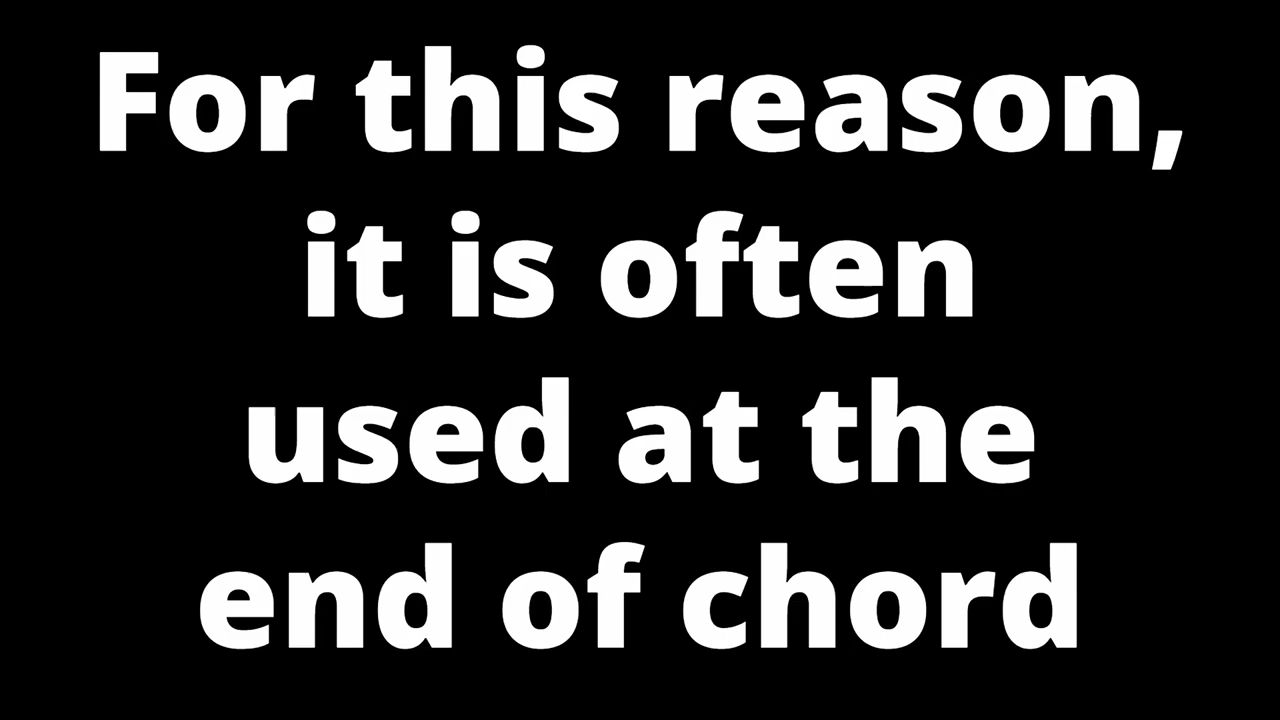 For this reason,
it is often
used at the
end of chord